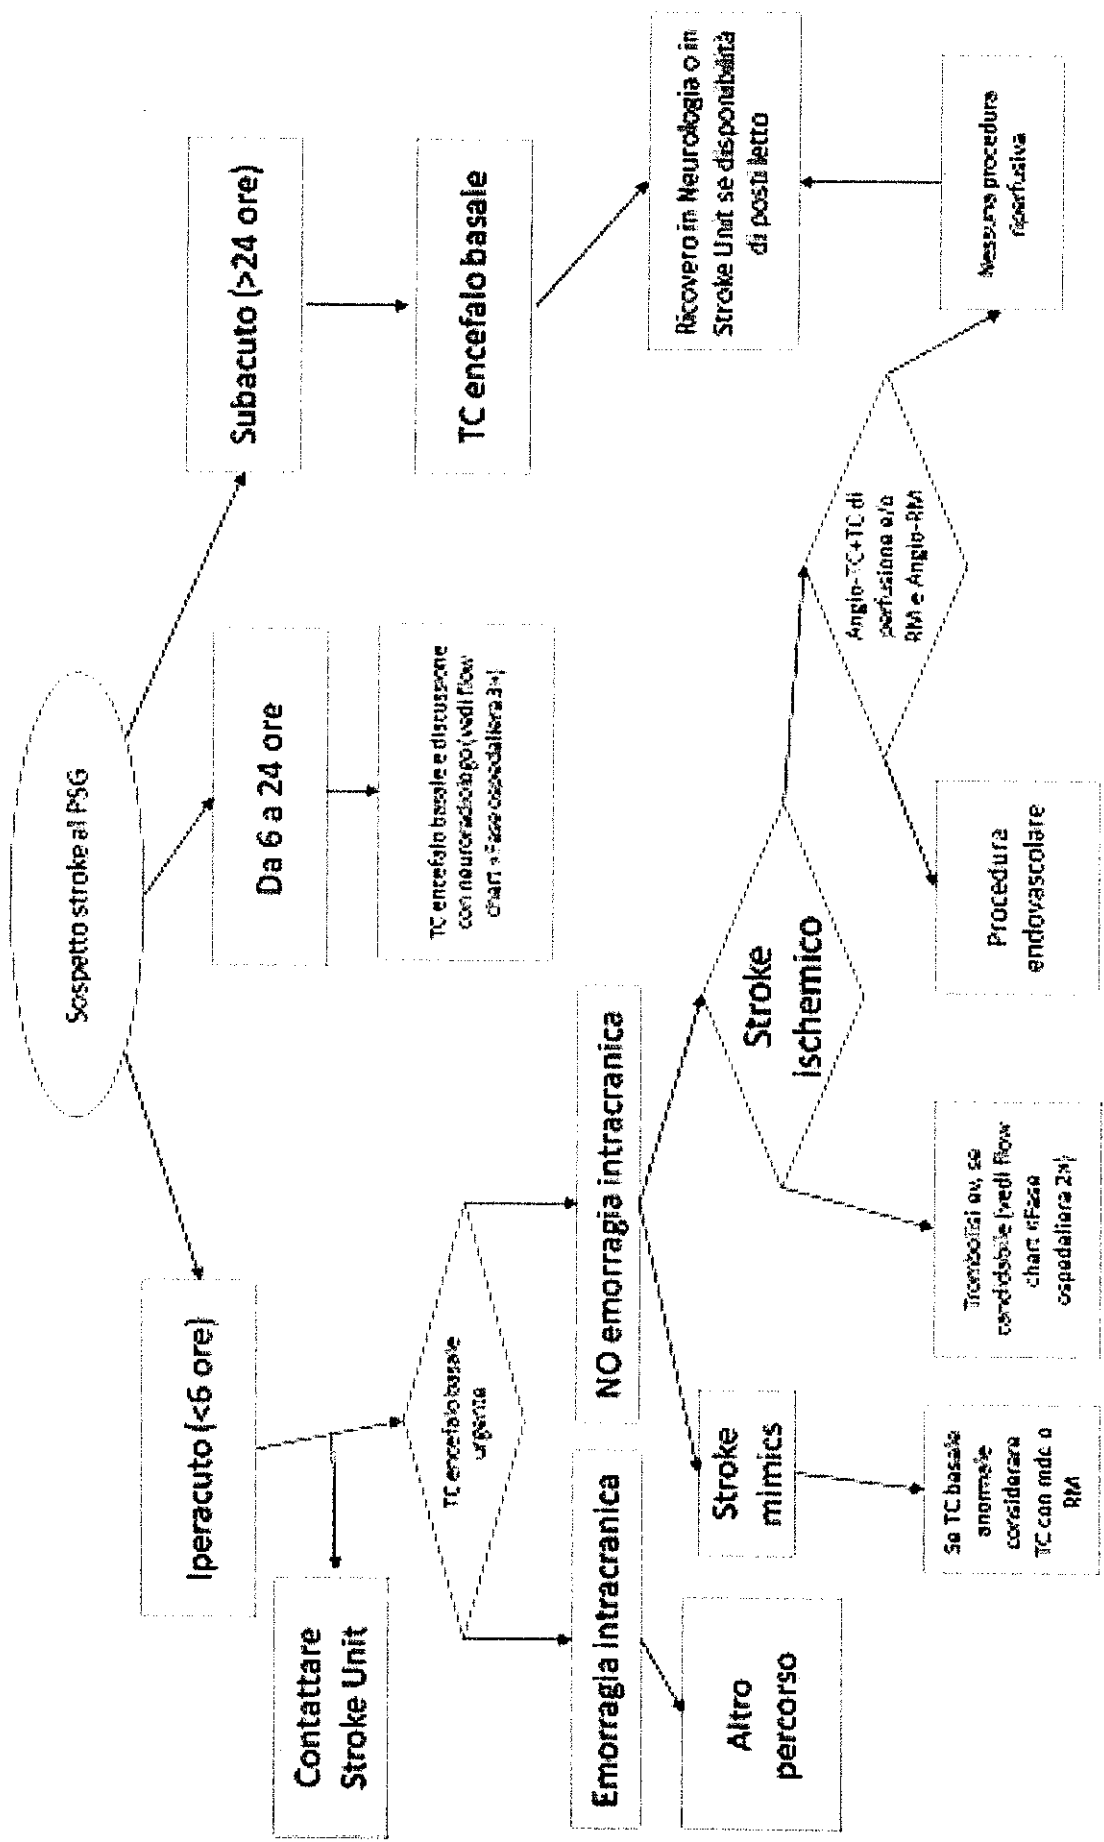 Sospetto stroke al PSG
Iperacuto (<6 ore)
Da 6 a 24 ore
Subacuto (>24 ore)
Contattare
Stroke Unit
TC encefalo basale
urgente
TC encefalo basale e discussione
con neuroradiologo (vedi flow
chart «Fase ospedaliera 3»)
TC encefalo basale
Emorragia intracranica
NO emorragia intracranica
Ricovero in Neurologia o in
Stroke Unit se disponibilità
di posti letto
Altro
percorso
Stroke
mimics
Stroke
Ischemico
Angio-TC+TC di
perfusione e/o
RM e Angio-RM
Se TC basale
anormale
considerare
TC con mdc o
RM
Trombolisi ev, se
candidabile (vedi flow
chart «Fase
ospedaliera 2»)
Procedura
endovascolare
Nessuna procedura
riperfusiva